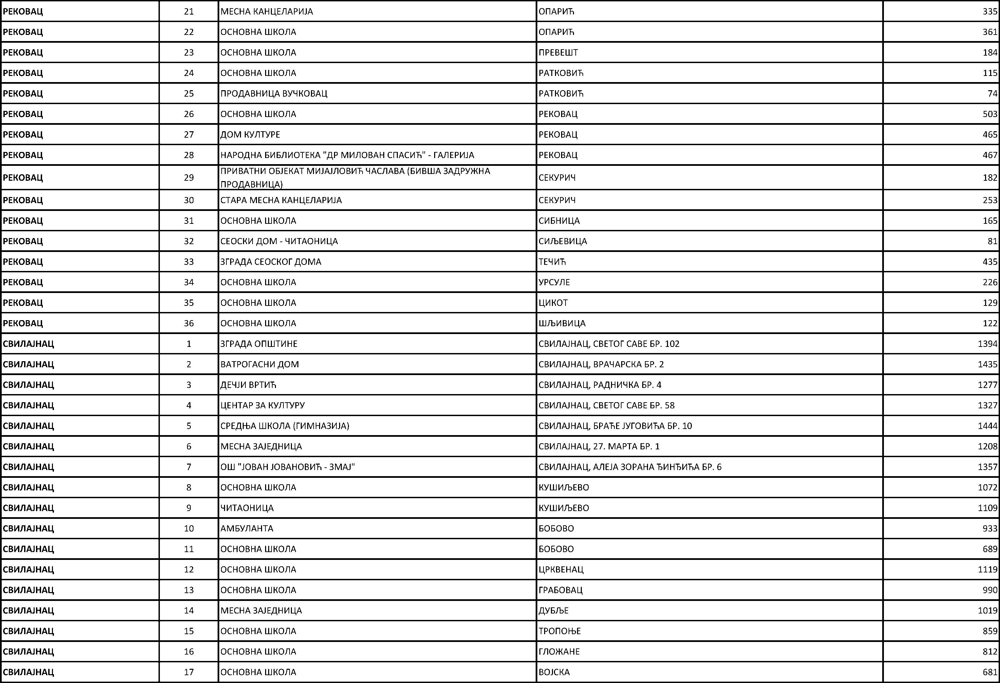 РЕКОВАЦ 21 МЕСНА КАНЦЕЛАРИЈА ОПАРИЋ 335
РЕКОВАЦ 22 ОСНОВНА ШКОЛА ОПАРИЋ 361
РЕКОВАЦ 23 ОСНОВНА ШКОЛА ПРЕВЕШТ 184
РЕКОВАЦ 24 ОСНОВНА ШКОЛА РАТКОВИЋ 115
РЕКОВАЦ 25 ПРОДАВНИЦА ВУЧКОВАЦ РАТКОВИЋ 74
РЕКОВАЦ 26 ОСНОВНА ШКОЛА РЕКОВАЦ 503
РЕКОВАЦ 27 ДОМ КУЛТУРЕ РЕКОВАЦ 465
РЕКОВАЦ 28 НАРОДНА БИБЛИОТЕКА "ДР МИЛОВАН СПАСИЋ" - ГАЛЕРИЈА РЕКОВАЦ 467
РЕКОВАЦ 29 ПРИВАТНИ ОБЈЕКАТ МИЈАЈЛОВИЋ ЧАСЛАВА (БИВША ЗАДРУЖНА
ПРОДАВНИЦА) СЕКУРИЧ 182
РЕКОВАЦ 30 СТАРА МЕСНА КАНЦЕЛАРИЈА СЕКУРИЧ 253
РЕКОВАЦ 31 ОСНОВНА ШКОЛА СИБНИЦА 165
РЕКОВАЦ 32 СЕОСКИ ДОМ - ЧИТАОНИЦА СИЉЕВИЦА 81
РЕКОВАЦ 33 ЗГРАДА СЕОСКОГ ДОМА ТЕЧИЋ 435
РЕКОВАЦ 34 ОСНОВНА ШКОЛА УРСУЛЕ 226
РЕКОВАЦ 35 ОСНОВНА ШКОЛА ЦИКОТ 129
РЕКОВАЦ 36 ОСНОВНА ШКОЛА ШЉИВИЦА 122
СВИЛАЈНАЦ 1 ЗГРАДА ОПШТИНЕ СВИЛАЈНАЦ, СВЕТОГ САВЕ БР. 102 1394
СВИЛАЈНАЦ 2 ВАТРОГАСНИ ДОМ СВИЛАЈНАЦ, ВРАЧАРСКА БР. 2 1435
СВИЛАЈНАЦ 3 ДЕЧЈИ ВРТИЋ СВИЛАЈНАЦ, РАДНИЧКА БР. 4 1277
СВИЛАЈНАЦ 4 ЦЕНТАР ЗА КУЛТУРУ СВИЛАЈНАЦ, СВЕТОГ САВЕ БР. 58 1327
СВИЛАЈНАЦ 5 СРЕДЊА ШКОЛА (ГИМНАЗИЈА) СВИЛАЈНАЦ, БРАЋЕ ЈУГОВИЋА БР. 10 1444
СВИЛАЈНАЦ 6 МЕСНА ЗАЈЕДНИЦА СВИЛАЈНАЦ, 27. МАРТА БР. 1 1208
СВИЛАЈНАЦ 7 ОШ "ЈОВАН ЈОВАНОВИЋ - ЗМАЈ" СВИЛАЈНАЦ, АЛЕЈА ЗОРАНА ЂИНЂИЋА БР. 6 1357
СВИЛАЈНАЦ 8 ОСНОВНА ШКОЛА КУШИЉЕВО 1072
СВИЛАЈНАЦ 9 ЧИТАОНИЦА КУШИЉЕВО 1109
СВИЛАЈНАЦ 10 АМБУЛАНТА БОБОВО 933
СВИЛАЈНАЦ 11 ОСНОВНА ШКОЛА БОБОВО 689
СВИЛАЈНАЦ 12 ОСНОВНА ШКОЛА ЦРКВЕНАЦ 1119
СВИЛАЈНАЦ 13 ОСНОВНА ШКОЛА ГРАБОВАЦ 990
СВИЛАЈНАЦ 14 МЕСНА ЗАЈЕДНИЦА ДУБЉЕ 1019
СВИЛАЈНАЦ 15 ОСНОВНА ШКОЛА ТРОПОЊЕ 859
СВИЛАЈНАЦ 16 ОСНОВНА ШКОЛА ГЛОЖАНЕ 812
СВИЛАЈНАЦ 17 ОСНОВНА ШКОЛА ВОЈСКА 681